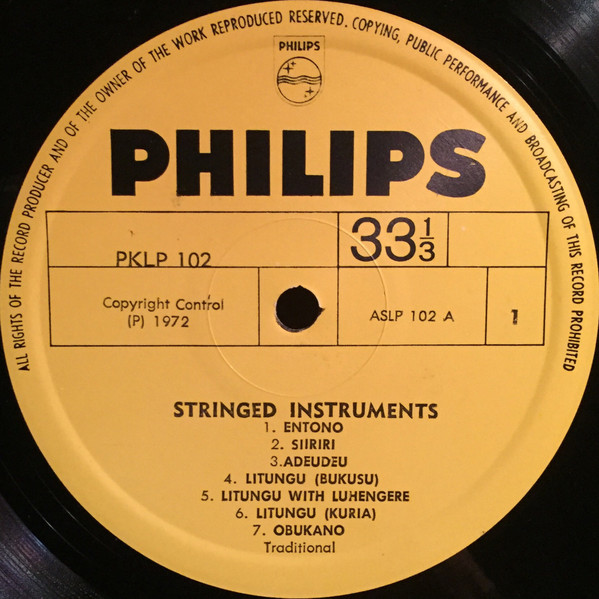 ALL RIGHTS OF THE RECORD PRODUCER AND OF THE OWNER OF THE WORK REPRODUCED RESERVED. COPYING, PUBLIC PERFORMANCE AND BROADCASTING OF THIS RECORD PROHIBITED
PHILIPS
PHILIPS
PKLP 102
33 1/3
Copyright Control
(P) 1972
ASLP 102 A
1
STRINGED INSTRUMENTS
1. ENTONO
2. SIIRIRI
3.ADEUDEU
4. LITUNGU (BUKUSU)
5. LITUNGU WITH LUHENGERE
6. LITUNGU (KURIA)
7. OBUKANO
Traditional